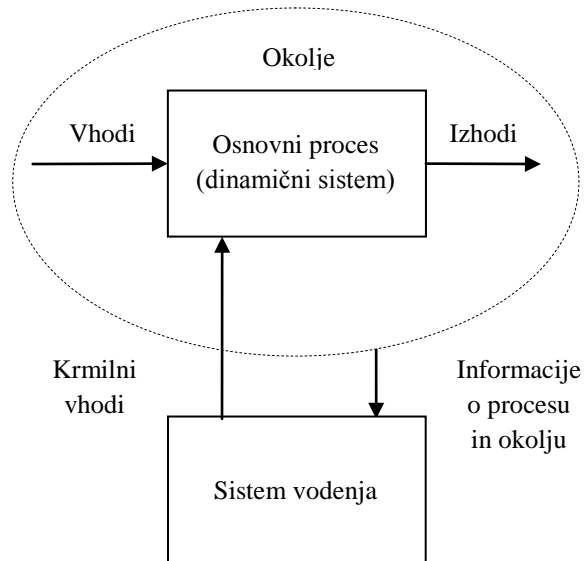 Okolje
Vhodi
Osnovni proces
(dinamični sistem)
Izhodi
Krmilni
vhodi
Informacije
o procesu
in okolju
Sistem vodenja